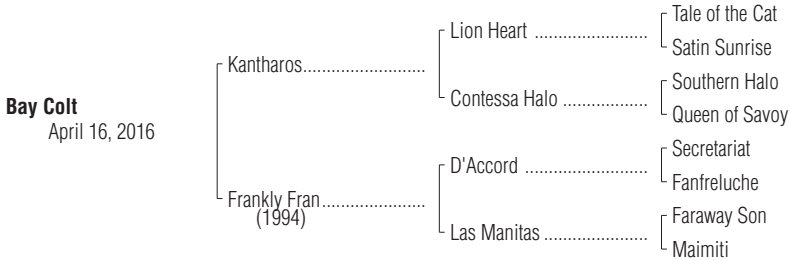 Bay Colt
April 16, 2016
Kantharos...........................
Frankly Fran.......................
(1994)
Lion Heart .........................
Contessa Halo ...................
D'Accord ...........................
Las Manitas .......................
Tale of the Cat
Satin Sunrise
Southern Halo
Queen of Savoy
Secretariat
Fanfreluche
Faraway Son
Maimiti